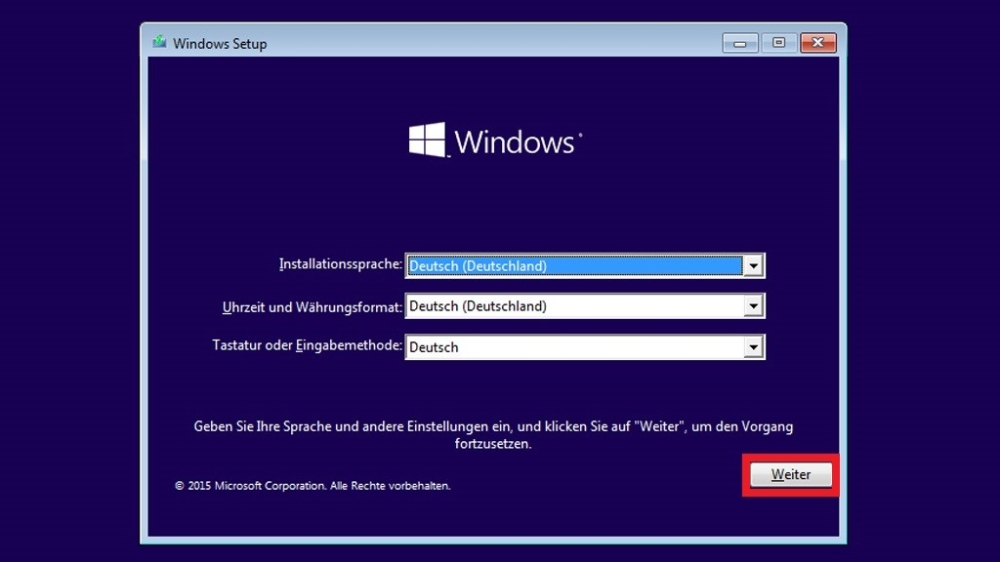 Windows Setup
Windows
Installationssprache: Deutsch (Deutschland)
Uhrzeit und Währungsformat: Deutsch (Deutschland)
Tastatur oder Eingabemethode: Deutsch
Geben Sie Ihre Sprache und andere Einstellungen ein, und klicken Sie auf "Weiter", um den Vorgang
fortzusetzen.
Weiter
© 2015 Microsoft Corporation. Alle Rechte vorbehalten.